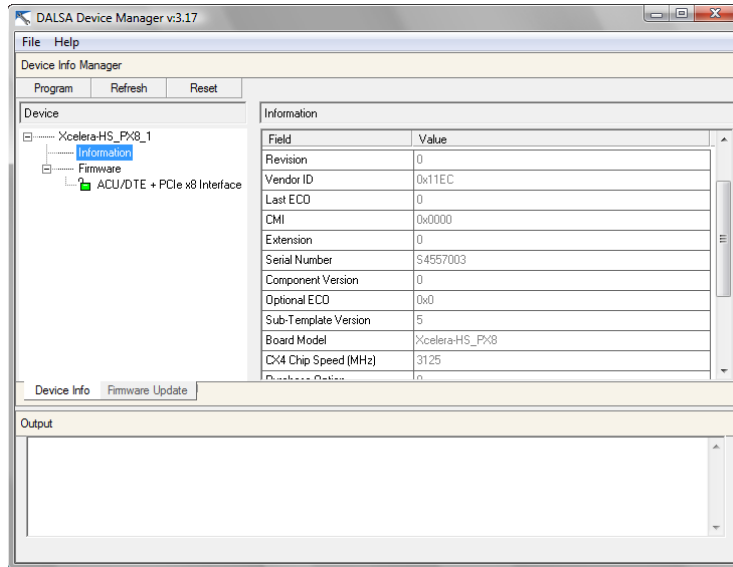 DALSA Device Manager v:3.17
File Help
Device Info Manager
Program Refresh Reset
Device
Xcelera-HS_PX8_1
Information
Firmware
ACU/DTE + PCIe x8 Interface
Information
Field Value
Revision 0
Vendor ID 0x11EC
Last ECO 0
CMI 0x0000
Extension 0
Serial Number S4557003
Component Version 0
Optional ECO 0x0
Sub-Template Version 5
Board Model Xcelera-HS_PX8
CX4 Chip Speed (MHz) 3125
Purchase Option 0
Device Info Firmware Update
Output